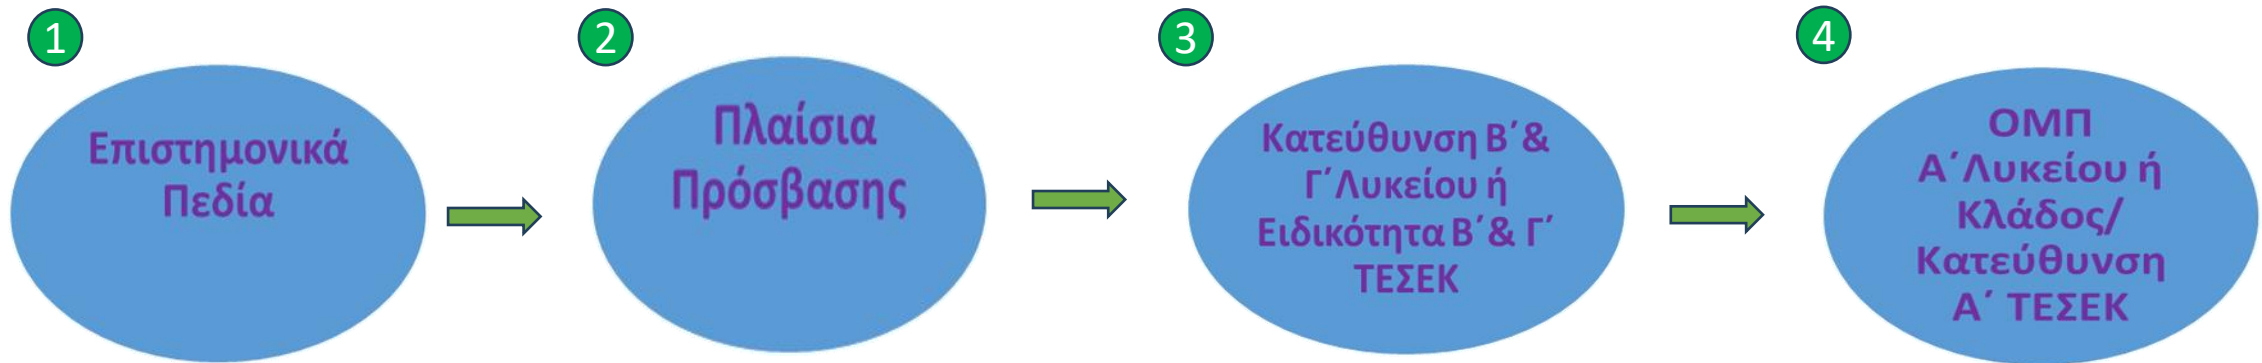 1
Επιστημονικά
Πεδία
2
Πλαίσια
Πρόσβασης
3
Κατεύθυνση Β΄&
Γ΄Λυκείου ή
Ειδικότητα Β΄& Γ΄
ΤΕΣΕΚ
4
ΟΜΠ
Α΄Λυκείου ή
Κλάδος/
Κατεύθυνση
Α΄ ΤΕΣΕΚ